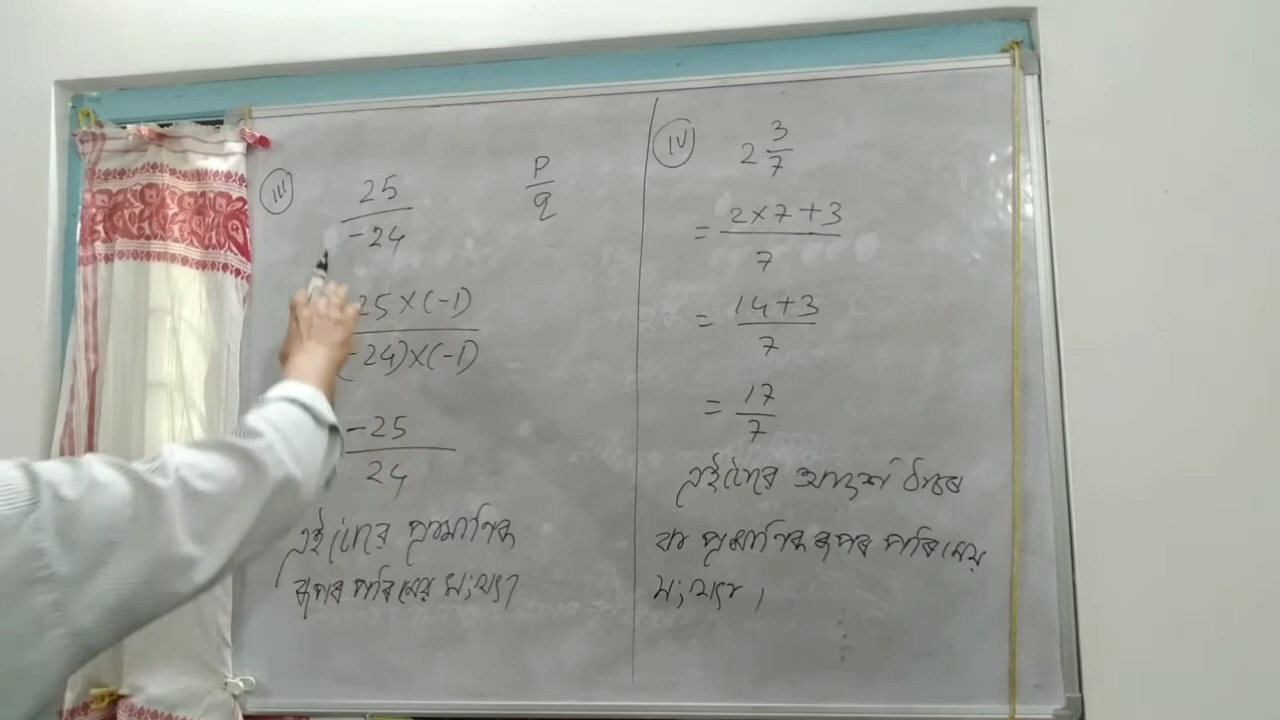 (iii)
25
-24
P
q
25×(-1)
-24)×(-1)
-25
24
এইটোৱে প্ৰামাণিক
ৰূপৰ পৰিমেয় সংখ্যা
(iv)
2 3/7
= 2×7+3
7
= 14+3
7
= 17
7
এইটোৱে আদৰ্শ
বা প্ৰামাণিক ৰূপৰ পৰিমেয়
সংখ্যা।